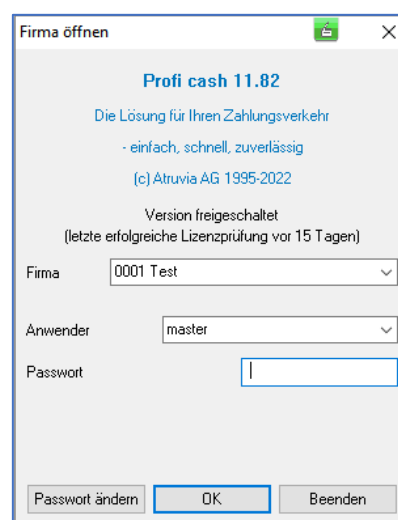 Firma öffnen
Profi cash 11.82
Die Lösung für Ihren Zahlungsverkehr
- einfach, schnell, zuverlässig
(c) Atruvia AG 1995-2022
Version freigeschaltet
(letzte erfolgreiche Lizenzprüfung vor 15 Tagen)
Firma 0001 Test
Anwender master
Passwort
Passwort ändern OK Beenden